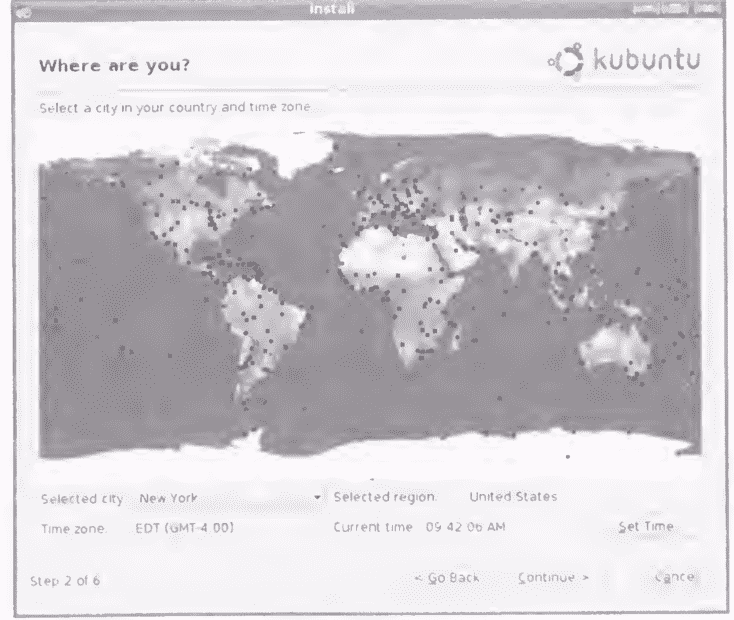 Install
Where are you?
kubuntu
Select a city in your country and time zone
Selected city New York Selected region. United States
Time zone. EDT (GMT-4 00) Current time 09 42 06 AM Set Time
Step 2 of 6 < Go Back Continue > Cance